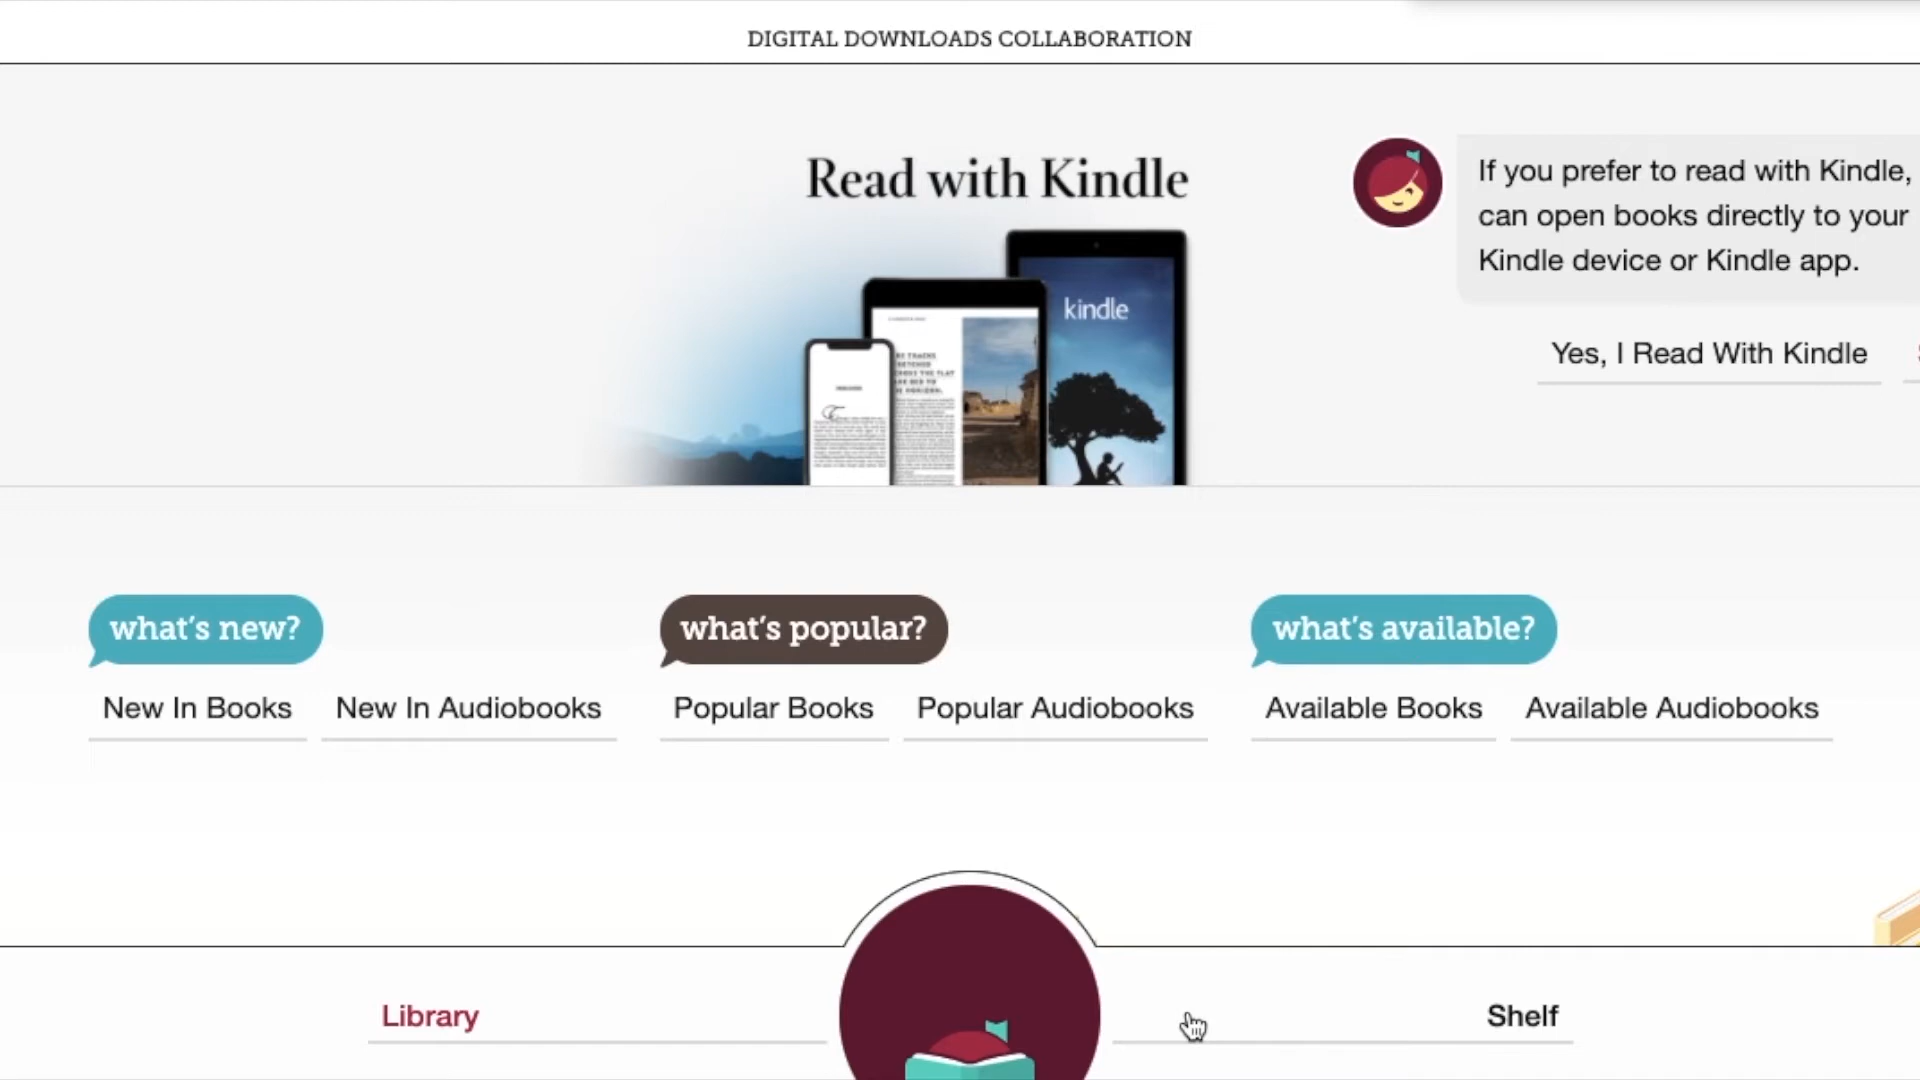 DIGITAL DOWNLOADS COLLABORATION
Read with Kindle
kindle
If you prefer to read with Kindle,
can open books directly to your
Kindle device or Kindle app.
Yes, I Read With Kindle
what's new?
what's popular?
what's available?
New In Books
New In Audiobooks
Popular Books
Popular Audiobooks
Available Books
Available Audiobooks
Library
Shelf